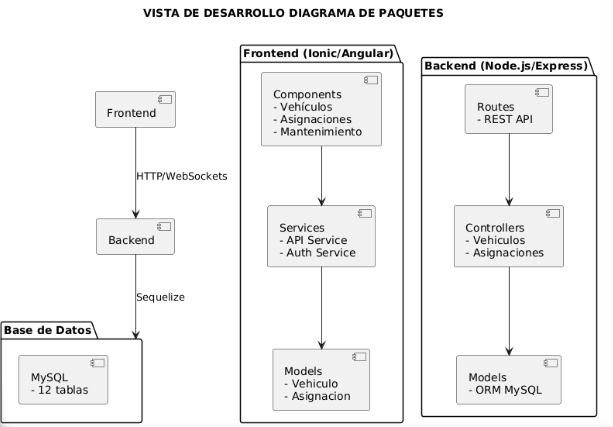 VISTA DE DESARROLLO DIAGRAMA DE PAQUETES
Frontend
HTTP/WebSockets
Backend
Sequelize
Base de Datos
MySQL
- 12 tablas
Frontend (Ionic/Angular)
Components
- Vehículos
- Asignaciones
- Mantenimiento
Services
- API Service
- Auth Service
Models
- Vehiculo
- Asignacion
Backend (Node.js/Express)
Routes
- REST API
Controllers
- Vehiculos
- Asignaciones
Models
- ORM MySQL